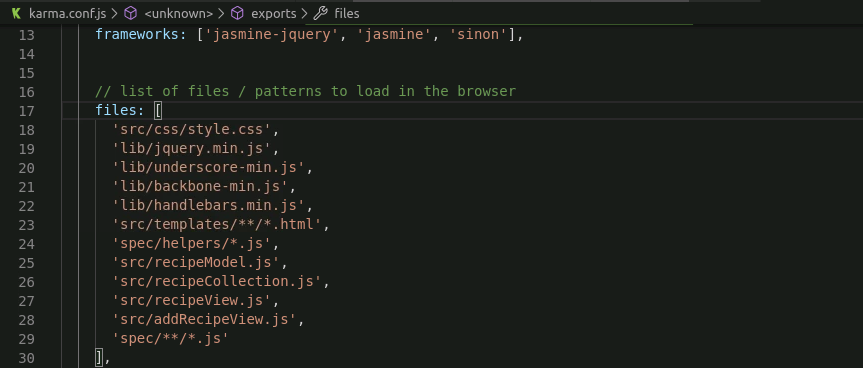 karma.conf.js > <unknown> > exports > files
13 frameworks: ['jasmine-jquery', 'jasmine', 'sinon'],
14
15
16 // list of files / patterns to load in the browser
17 files: [
18 'src/css/style.css',
19 'lib/jquery.min.js',
20 'lib/underscore-min.js',
21 'lib/backbone-min.js',
22 'lib/handlebars.min.js',
23 'src/templates/**/*.html',
24 'spec/helpers/*.js',
25 'src/recipeModel.js',
26 'src/recipeCollection.js',
27 'src/recipeView.js',
28 'src/addRecipeView.js',
29 'spec/**/*.js'
30 ],